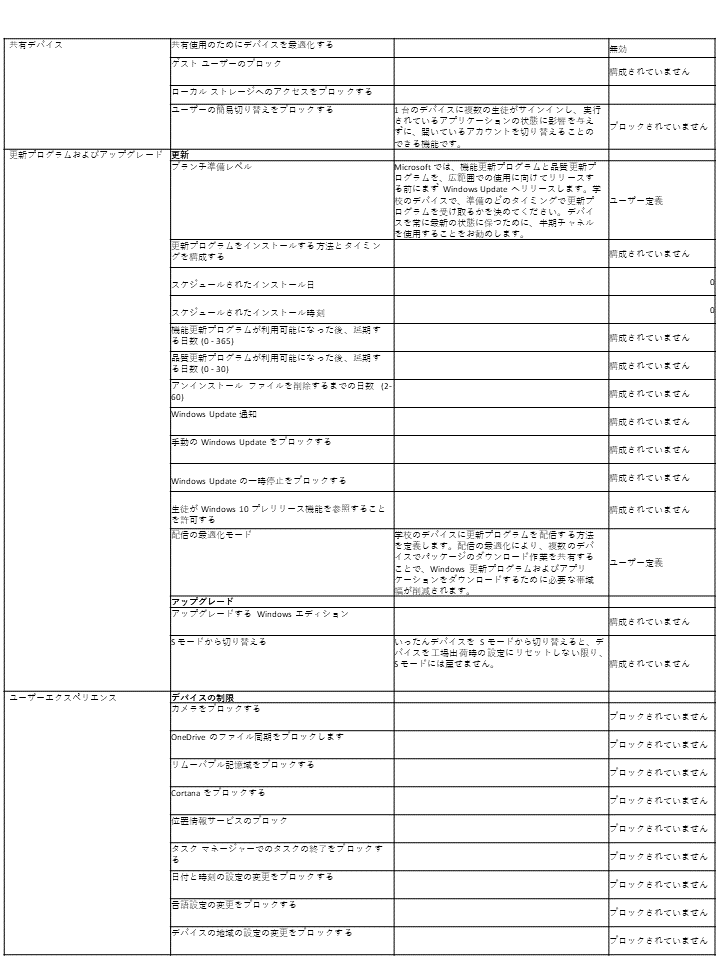 共有デバイス
共有使用のためにデバイスを最適化する
無効
ゲスト ユーザーのブロック
構成されていません
ローカル ストレージへのアクセスをブロックする
ユーザーの簡易切り替えをブロックする
1 台のデバイスに複数の生徒がサインインし、実行
されているアプリケーションの状態に影響を与え
ずに、開いているアカウントを切り替えることの
できる機能です。
ブロックされていません
更新プログラムおよびアップグレード
更新
ブランチ準備レベル
Microsoft では、機能更新プログラムと品質更新プ
ログラムを、広範囲での使用に向けてリリースす
る前にまず Windows Update へリリースします。学
校のデバイスで、準備のどのタイミングで更新プ
ログラムを受け取るかを決めてください。デバイ
スを常に最新の状態に保つために、半期チャネル
を使用することをお勧めします。
ユーザー定義
更新プログラムをインストールする方法とタイミン
グを構成する
構成されていません
スケジュールされたインストール日
0
スケジュールされたインストール時刻
0
機能更新プログラムが利用可能になった後、延期す
る日数 (0 - 365)
構成されていません
品質更新プログラムが利用可能になった後、延期す
る日数 (0 - 30)
構成されていません
アンインストール ファイルを削除するまでの日数 (2-
60)
構成されていません
Windows Update 通知
構成されていません
手動の Windows Update をブロックする
構成されていません
Windows Update の一時停止をブロックする
構成されていません
生徒が Windows 10 プレリリース機能を参照すること
を許可する
構成されていません
配信の最適化モード
学校のデバイスに更新プログラムを配信する方法
を定義します。配信の最適化により、複数のデバ
イスでパッケージのダウンロード作業を共有する
ことで、Windows 更新プログラムおよびアプリ
ケーションをダウンロードするために必要な帯域
幅が削減されます。
ユーザー定義
アップグレード
アップグレードする Windows エディション
構成されていません
S モードから切り替える
いったんデバイスを S モードから切り替えると、デ
バイスを工場出荷時の設定にリセットしない限り、
S モードには戻せません。
構成されていません
ユーザーエクスペリエンス
デバイスの制限
カメラをブロックする
ブロックされていません
OneDrive のファイル同期をブロックします
ブロックされていません
リムーバブル記憶域をブロックする
ブロックされていません
Cortana をブロックする
ブロックされていません
位置情報サービスのブロック
ブロックされていません
タスク マネージャーでのタスクの終了をブロックす
る
ブロックされていません
日付と時刻の設定の変更をブロックする
ブロックされていません
言語設定の変更をブロックする
ブロックされていません
デバイスの地域の設定の変更をブロックする
ブロックされていません